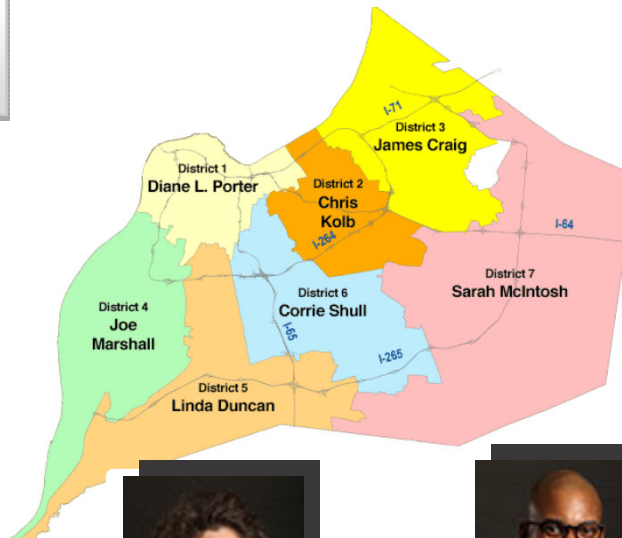 I-71
District 3
James Craig
District 1
Diane L. Porter
District 2
Chris
Kolb
I-264
I-64
District 7
Sarah McIntosh
District 6
Corrie Shull
District 4
Joe
Marshall
I-65
I-265
District 5
Linda Duncan